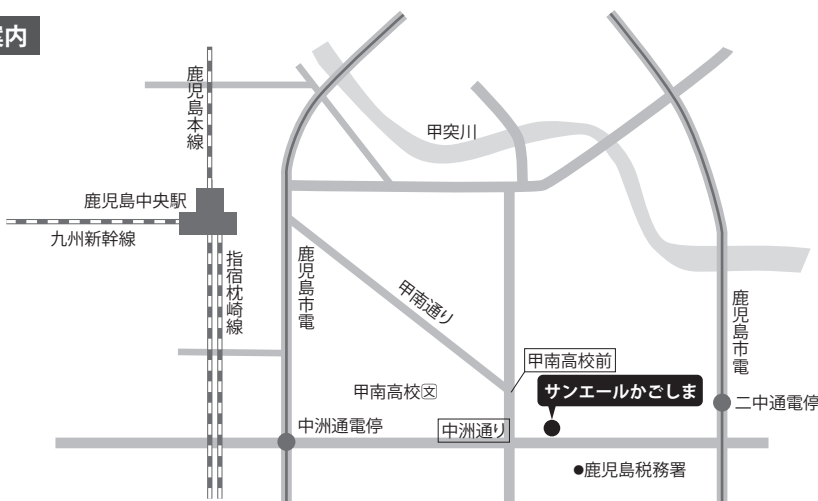 案内
鹿児島本線
甲突川
鹿児島中央駅
九州新幹線
指宿枕崎線
鹿児島市電
甲南通り
鹿児島市電
甲南高校前
甲南高校文
サンエールかごしま
二中通電停
中洲通電停
中洲通り
●鹿児島税務署